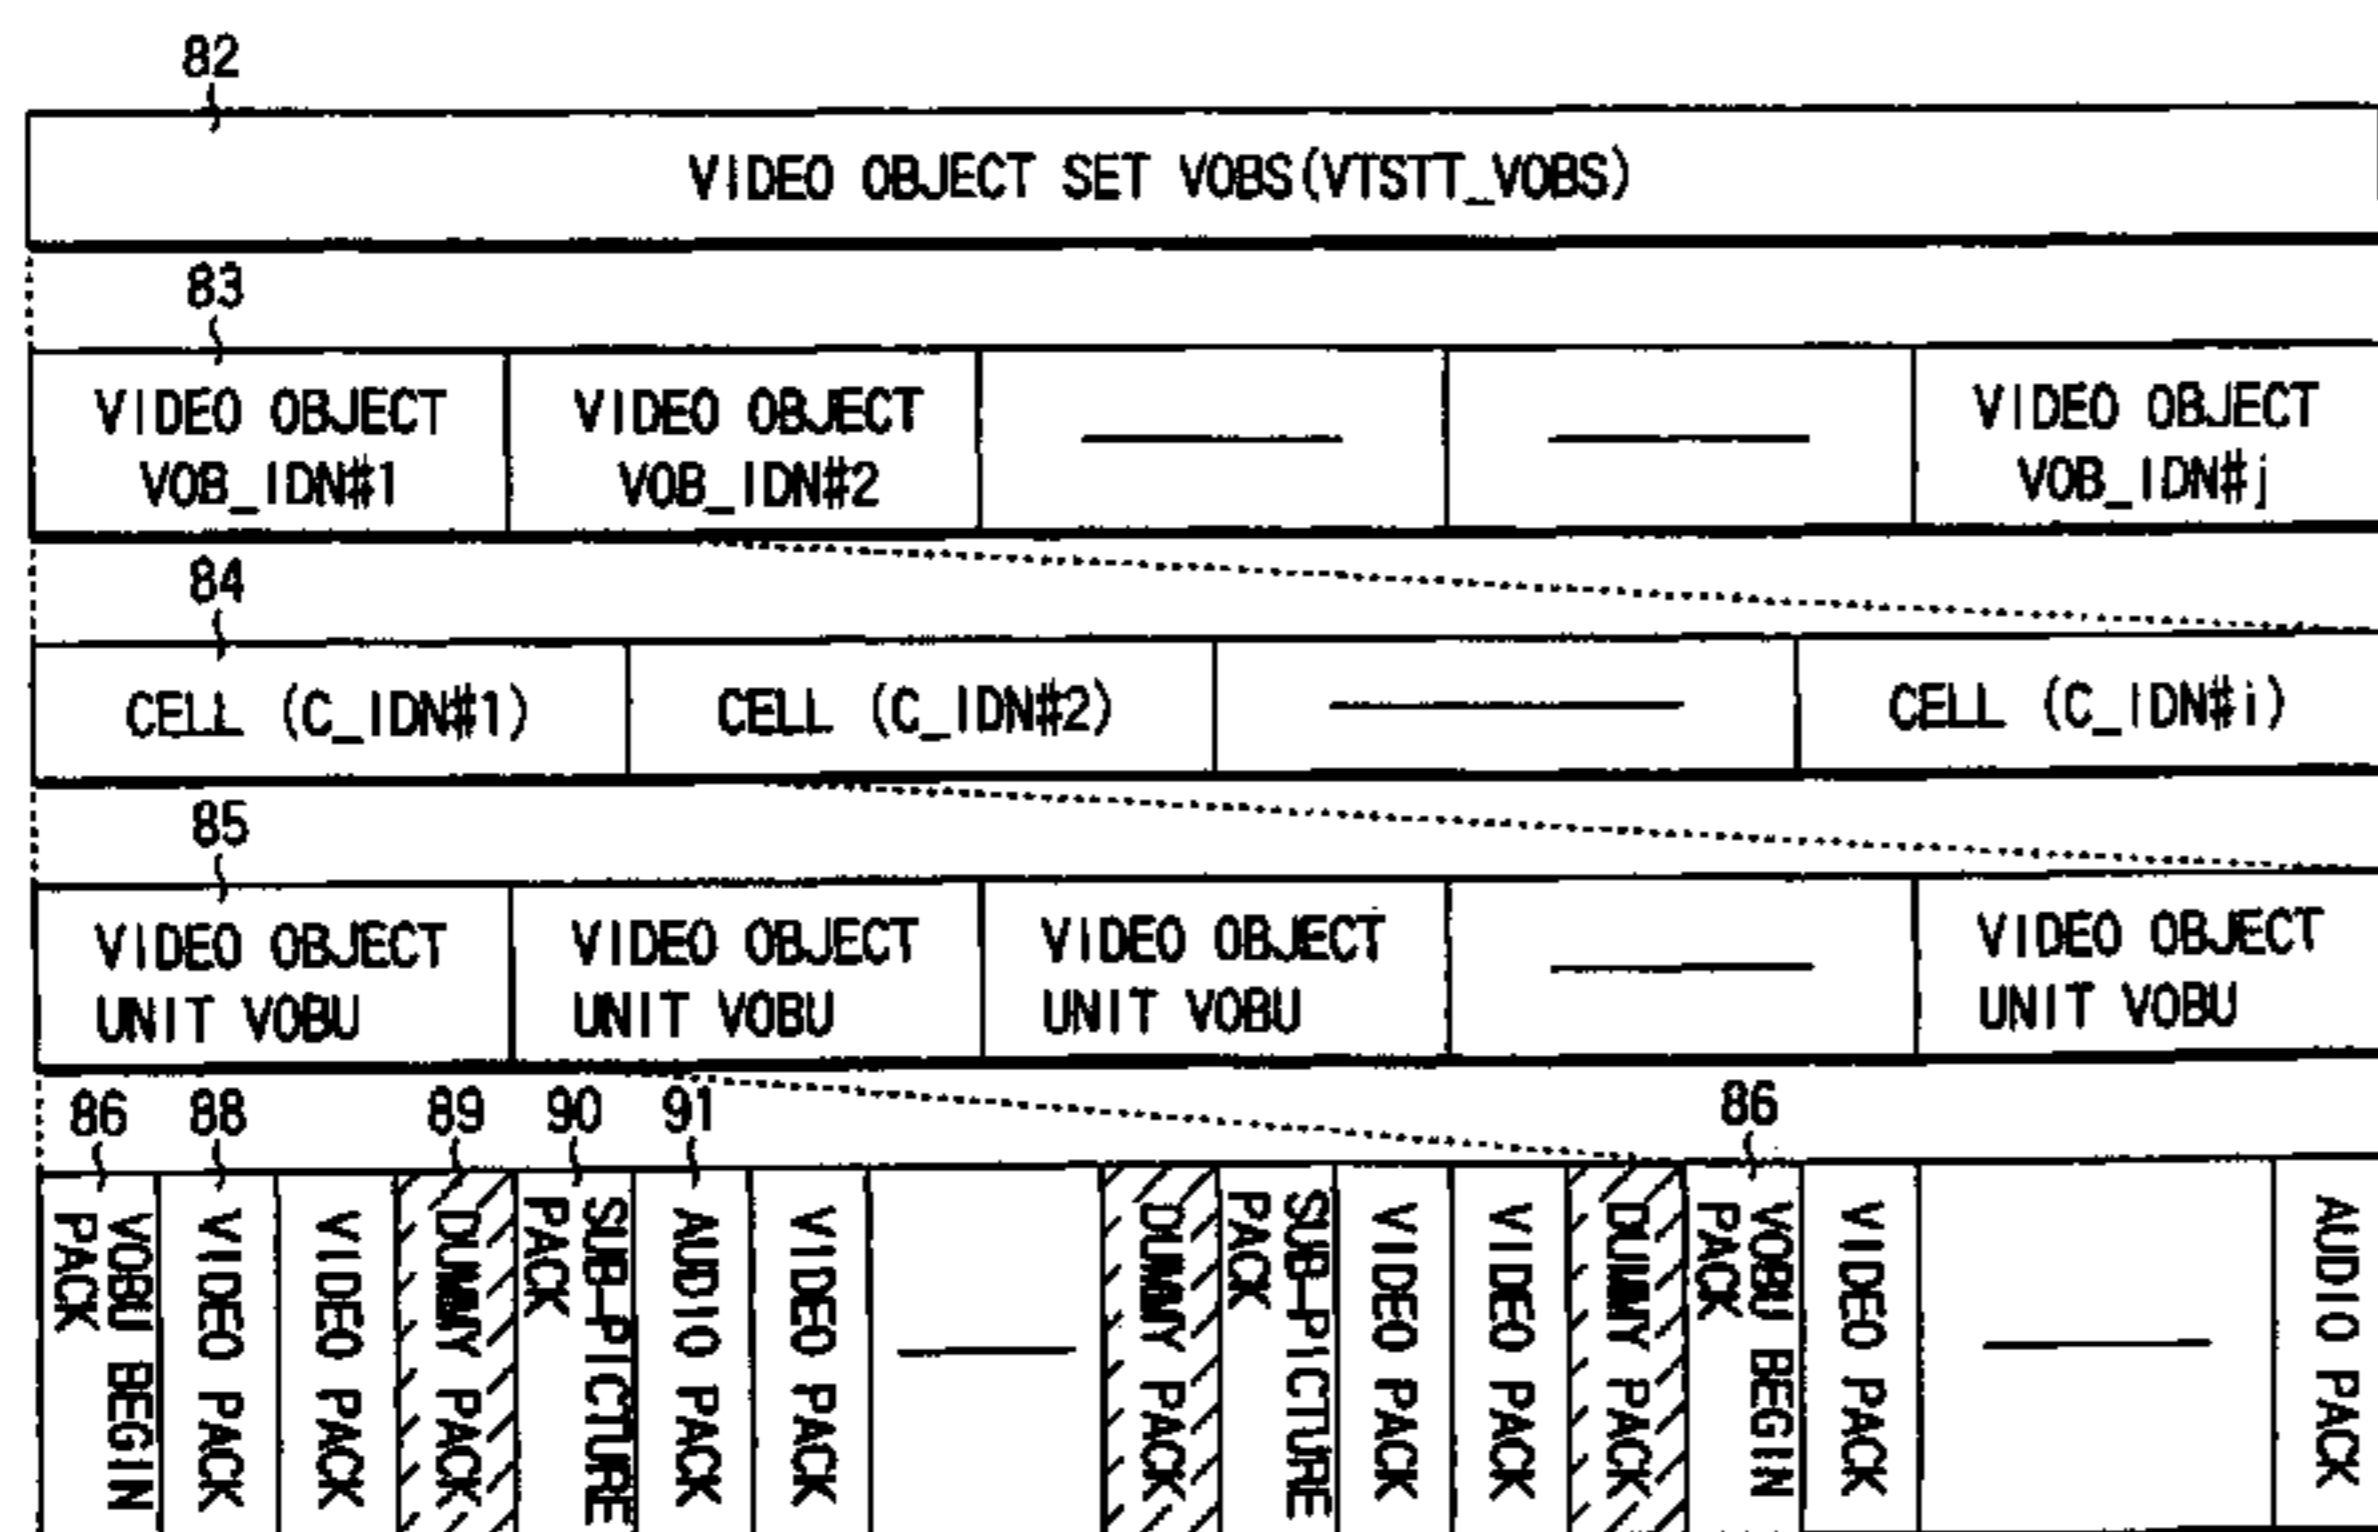 82
VIDEO OBJECT SET VOBS(VTSTT_VOBS)
83
VIDEO OBJECT
VOB_IDN#1
VIDEO OBJECT
VOB_IDN#2
VIDEO OBJECT
VOB_IDN#j
84
CELL (C_IDN#1)
CELL (C_IDN#2)
CELL (C_IDN#i)
85
VIDEO OBJECT
UNIT VOBU
VIDEO OBJECT
UNIT VOBU
VIDEO OBJECT
UNIT VOBU
VIDEO OBJECT
UNIT VOBU
86
88
89
90
91
86
VOBU BEGIN
PACK
VIDEO PACK
VIDEO PACK
DUMMY PACK
SUB-PICTURE
PACK
AUDIO PACK
VIDEO PACK
DUMMY PACK
SUB-PICTURE
PACK
VIDEO PACK
VIDEO PACK
DUMMY PACK
VOBU BEGIN
PACK
VIDEO PACK
AUDIO PACK